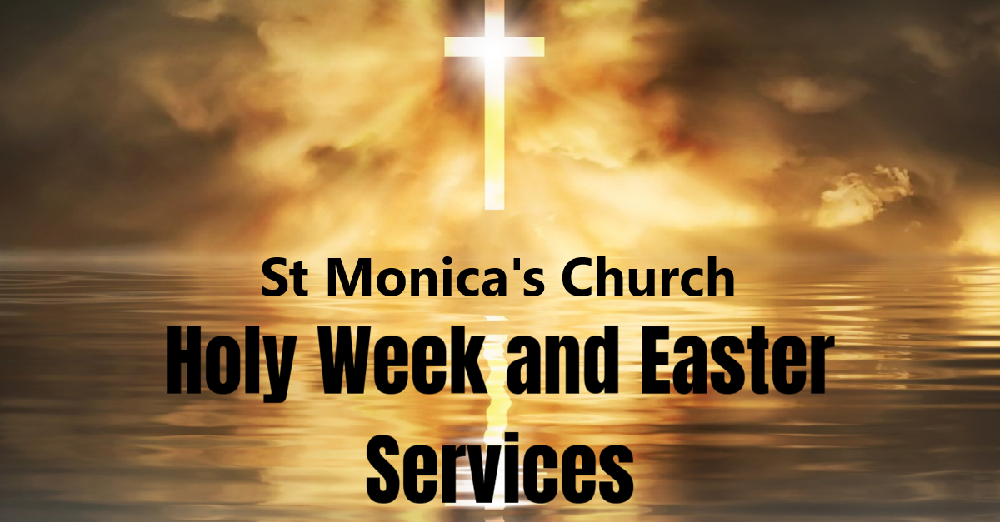 St Monica's Church
Holy Week and Easter
Services